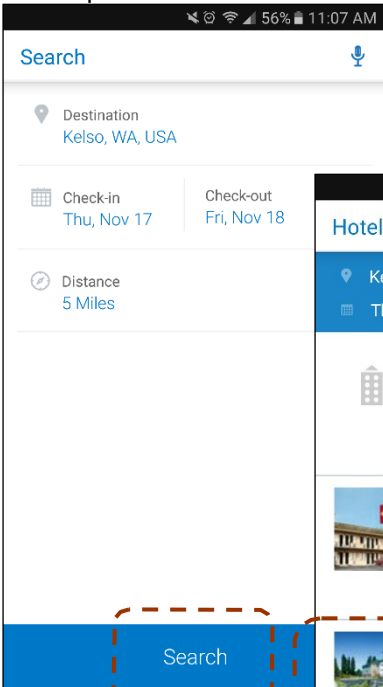 56% 11:07 AM
Search
Destination
Kelso, WA, USA
Check-in
Thu, Nov 17
Check-out
Fri, Nov 18
Distance
5 Miles
Search
Hotel